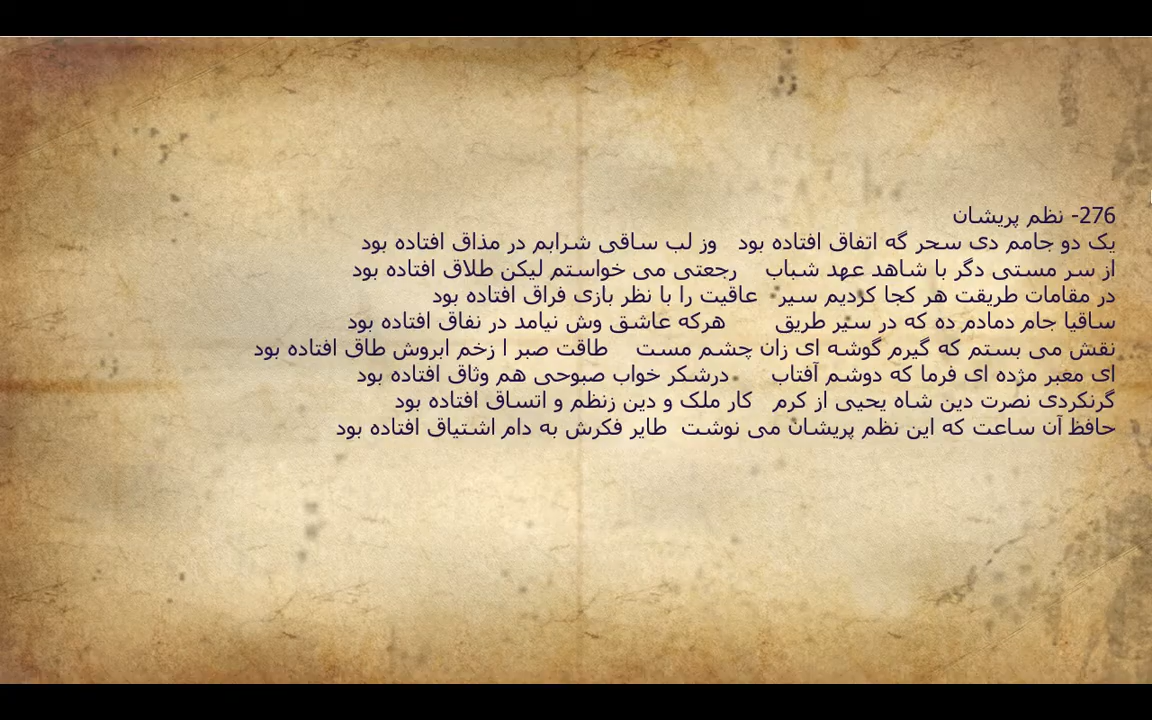 276- نظم پریشان
یک دو جامم دی سحر گه اتفاق افتاده بود وز لب ساقی شرابم در مذاق افتاده بود
از سر مستی دگر با شاهد عهد شباب رجعتی می خواستم لیکن طلاق افتاده بود
در مقامات طریقت هر کجا کردیم سیر عاقیت را با نظر بازی فراق افتاده بود
ساقیا جام دمادم ده که در سیر طریق هرکه عاشق وش نیامد در نفاق افتاده بود
نقش می بستم که گیرم گوشه ای زان چشم مست طاقت صبر ا زخم ابروش طاق افتاده بود
ای معبر مژده ای فرما که دوشم آفتاب درشکر خواب صبوحی هم وثاق افتاده بود
گرنکردی نصرت دین شاه یحیی از کرم کار ملک و دین زنظم و اتساق افتاده بود
حافظ آن ساعت که این نظم پریشان می نوشت طایر فکرش به دام اشتیاق افتاده بود